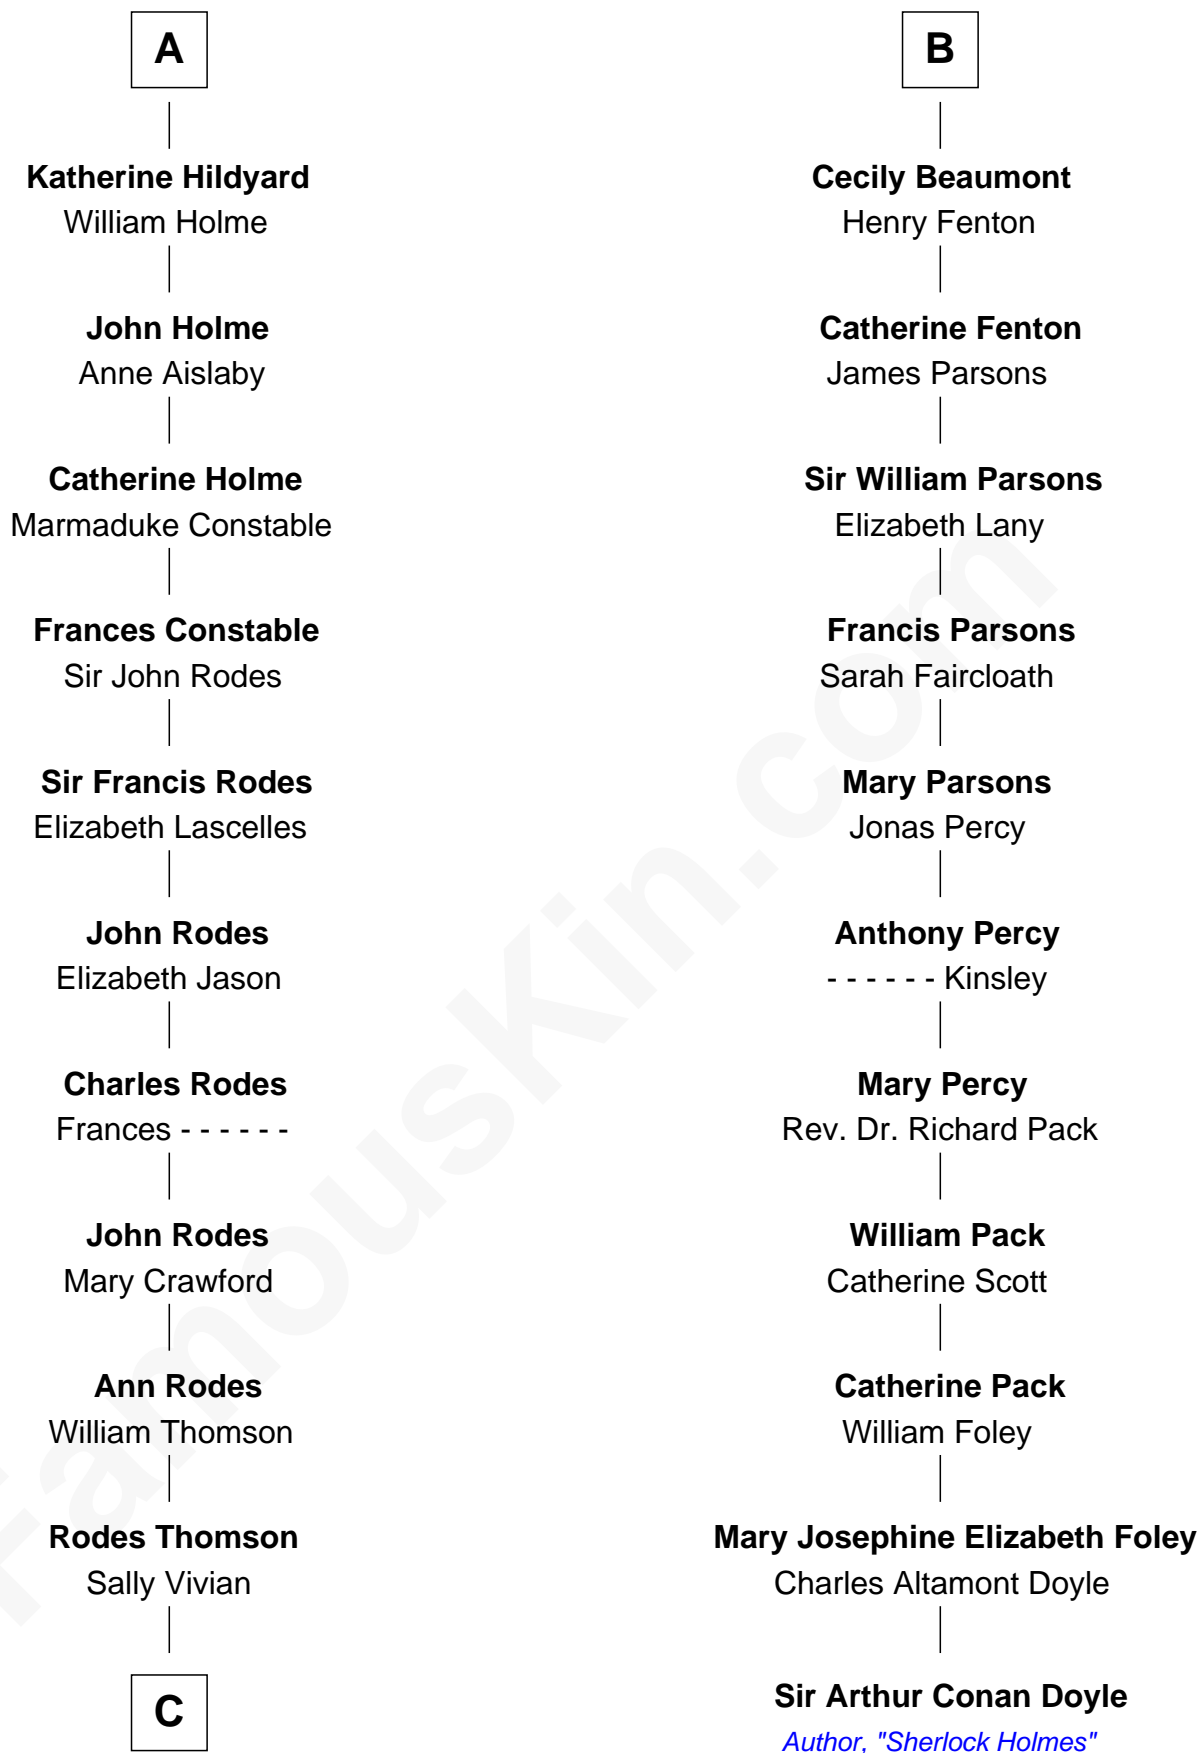 A
Katherine Hildyard
William Holme
John Holme
Anne Aislaby
Catherine Holme
Marmaduke Constable
Frances Constable
Sir John Rodes
Sir Francis Rodes
Elizabeth Lascelles
John Rodes
Elizabeth Jason
Charles Rodes
Frances - - - - - -
John Rodes
Mary Crawford
Ann Rodes
William Thomson
Rodes Thomson
Sally Vivian
C
B
Cecily Beaumont
Henry Fenton
Catherine Fenton
James Parsons
Sir William Parsons
Elizabeth Lany
Francis Parsons
Sarah Faircloath
Mary Parsons
Jonas Percy
Anthony Percy
- - - - - - Kinsley
Mary Percy
Rev. Dr. Richard Pack
William Pack
Catherine Scott
Catherine Pack
William Foley
Mary Josephine Elizabeth Foley
Charles Altamont Doyle
Sir Arthur Conan Doyle
Author, "Sherlock Holmes"
FamousKin.com